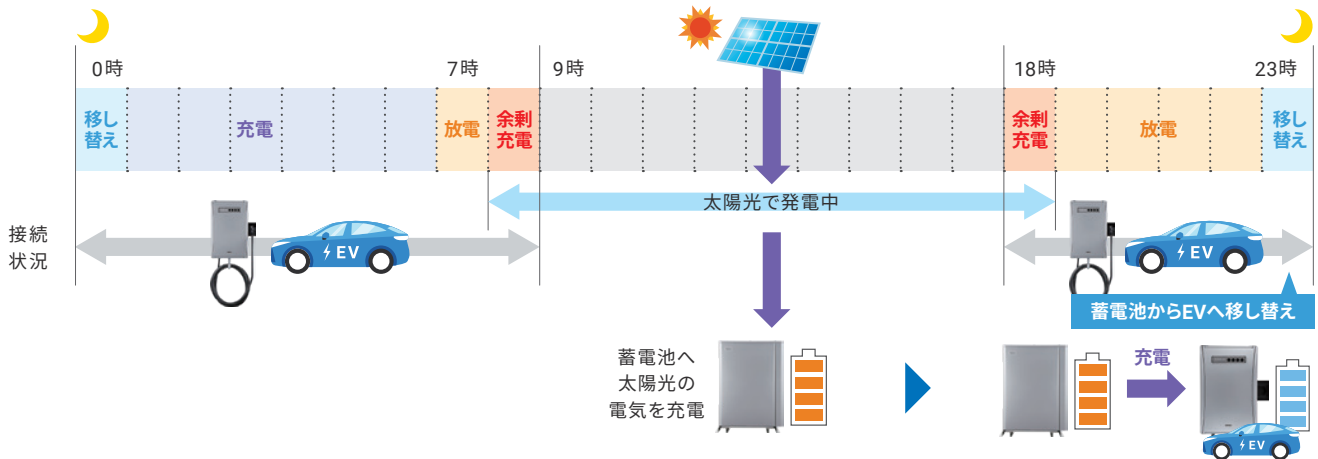 0時
7時
9時
18時
23時
移し
替え
充電
放電
余剰
充電
余剰
充電
放電
移し
替え
太陽光で発電中
接続
状況
EV
EV
蓄電池からEVへ移し替え
蓄電池へ
太陽光の
電気を充電
充電
EV